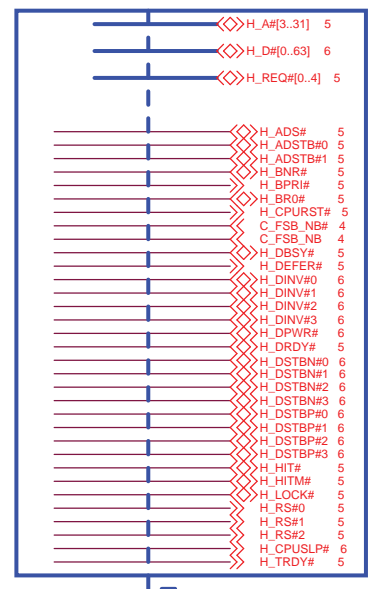 H_A#[3..31] 5
H_D#[0..63] 6
H_REQ#[0..4] 5
H_ADS# 5
H_ADSTB#0 5
H_ADSTB#1 5
H_BNR# 5
H_BPRI# 5
H_BR0# 5
H_CPURST# 5
C_FSB_NB# 4
C_FSB_NB 4
H_DBSY# 5
H_DEFER# 5
H_DINV#0 6
H_DINV#1 6
H_DINV#2 6
H_DINV#3 6
H_DPWR# 6
H_DRDY# 5
H_DSTBN#0 6
H_DSTBN#1 6
H_DSTBN#2 6
H_DSTBN#3 6
H_DSTBP#0 6
H_DSTBP#1 6
H_DSTBP#2 6
H_DSTBP#3 6
H_HIT# 5
H_HITM# 5
H_LOCK# 5
H_RS#0 5
H_RS#1 5
H_RS#2 5
H_CPUSLP# 6
H_TRDY# 5